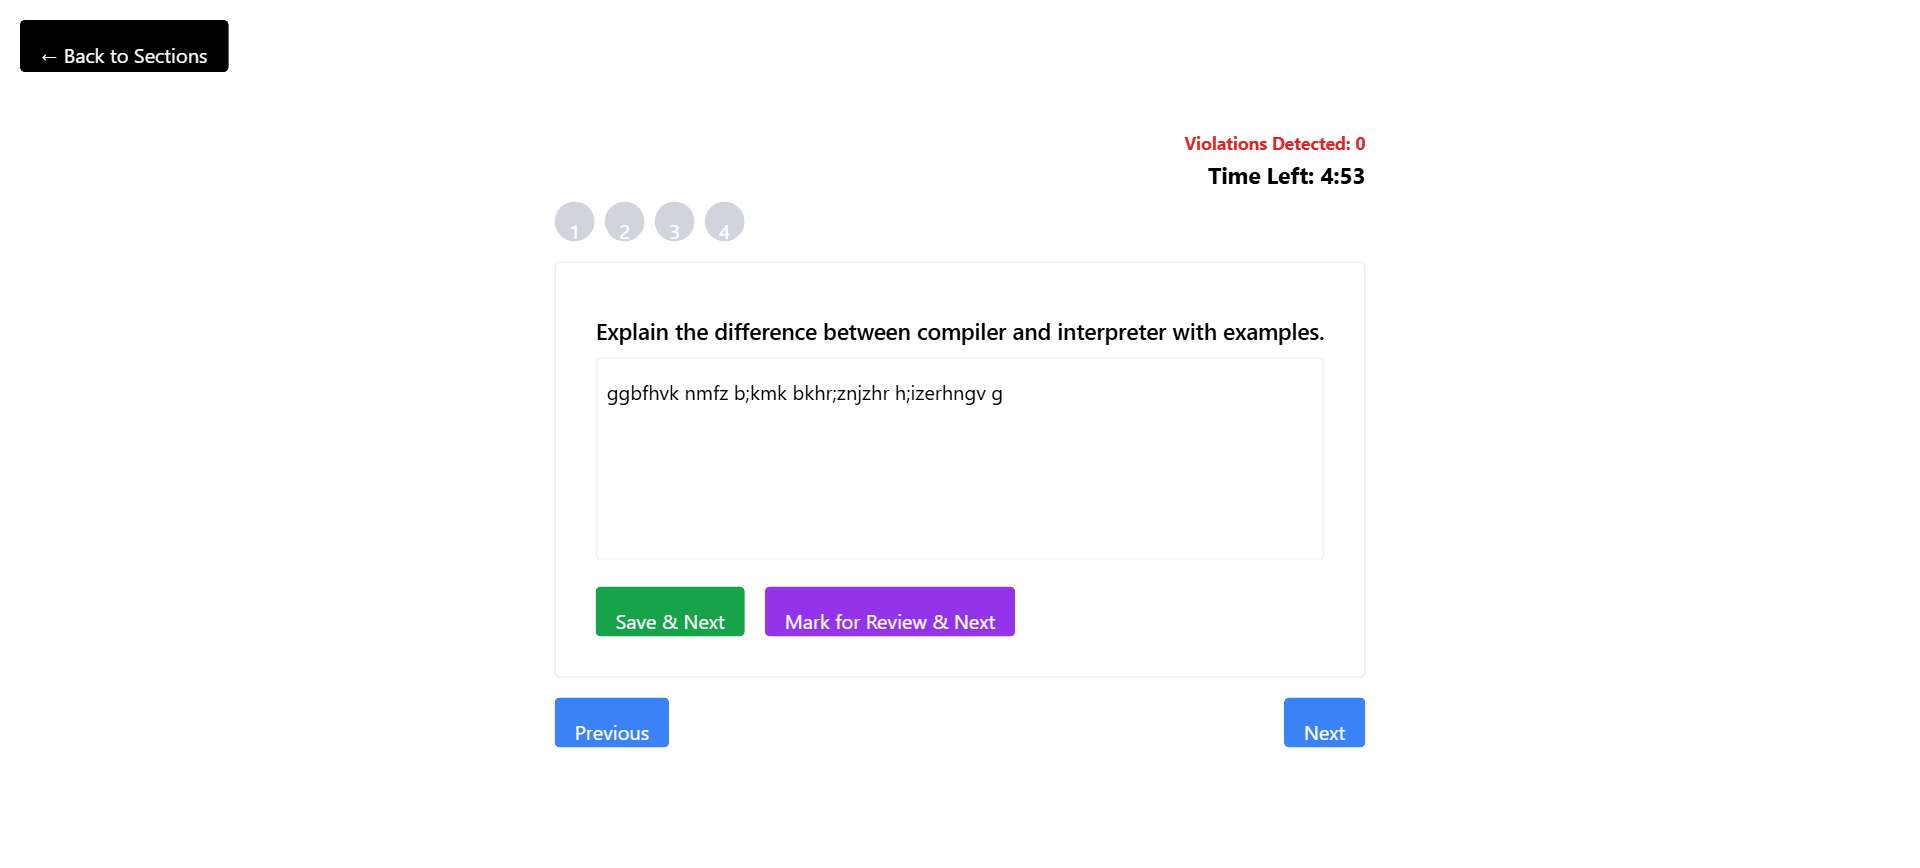 ← Back to Sections
Violations Detected: 0
Time Left: 4:53
1 2 3 4
Explain the difference between compiler and interpreter with examples.
ggbfhvk nmfz b;kmk bkhr;znjzhr h;izerhngv g
Save & Next Mark for Review & Next
Previous Next